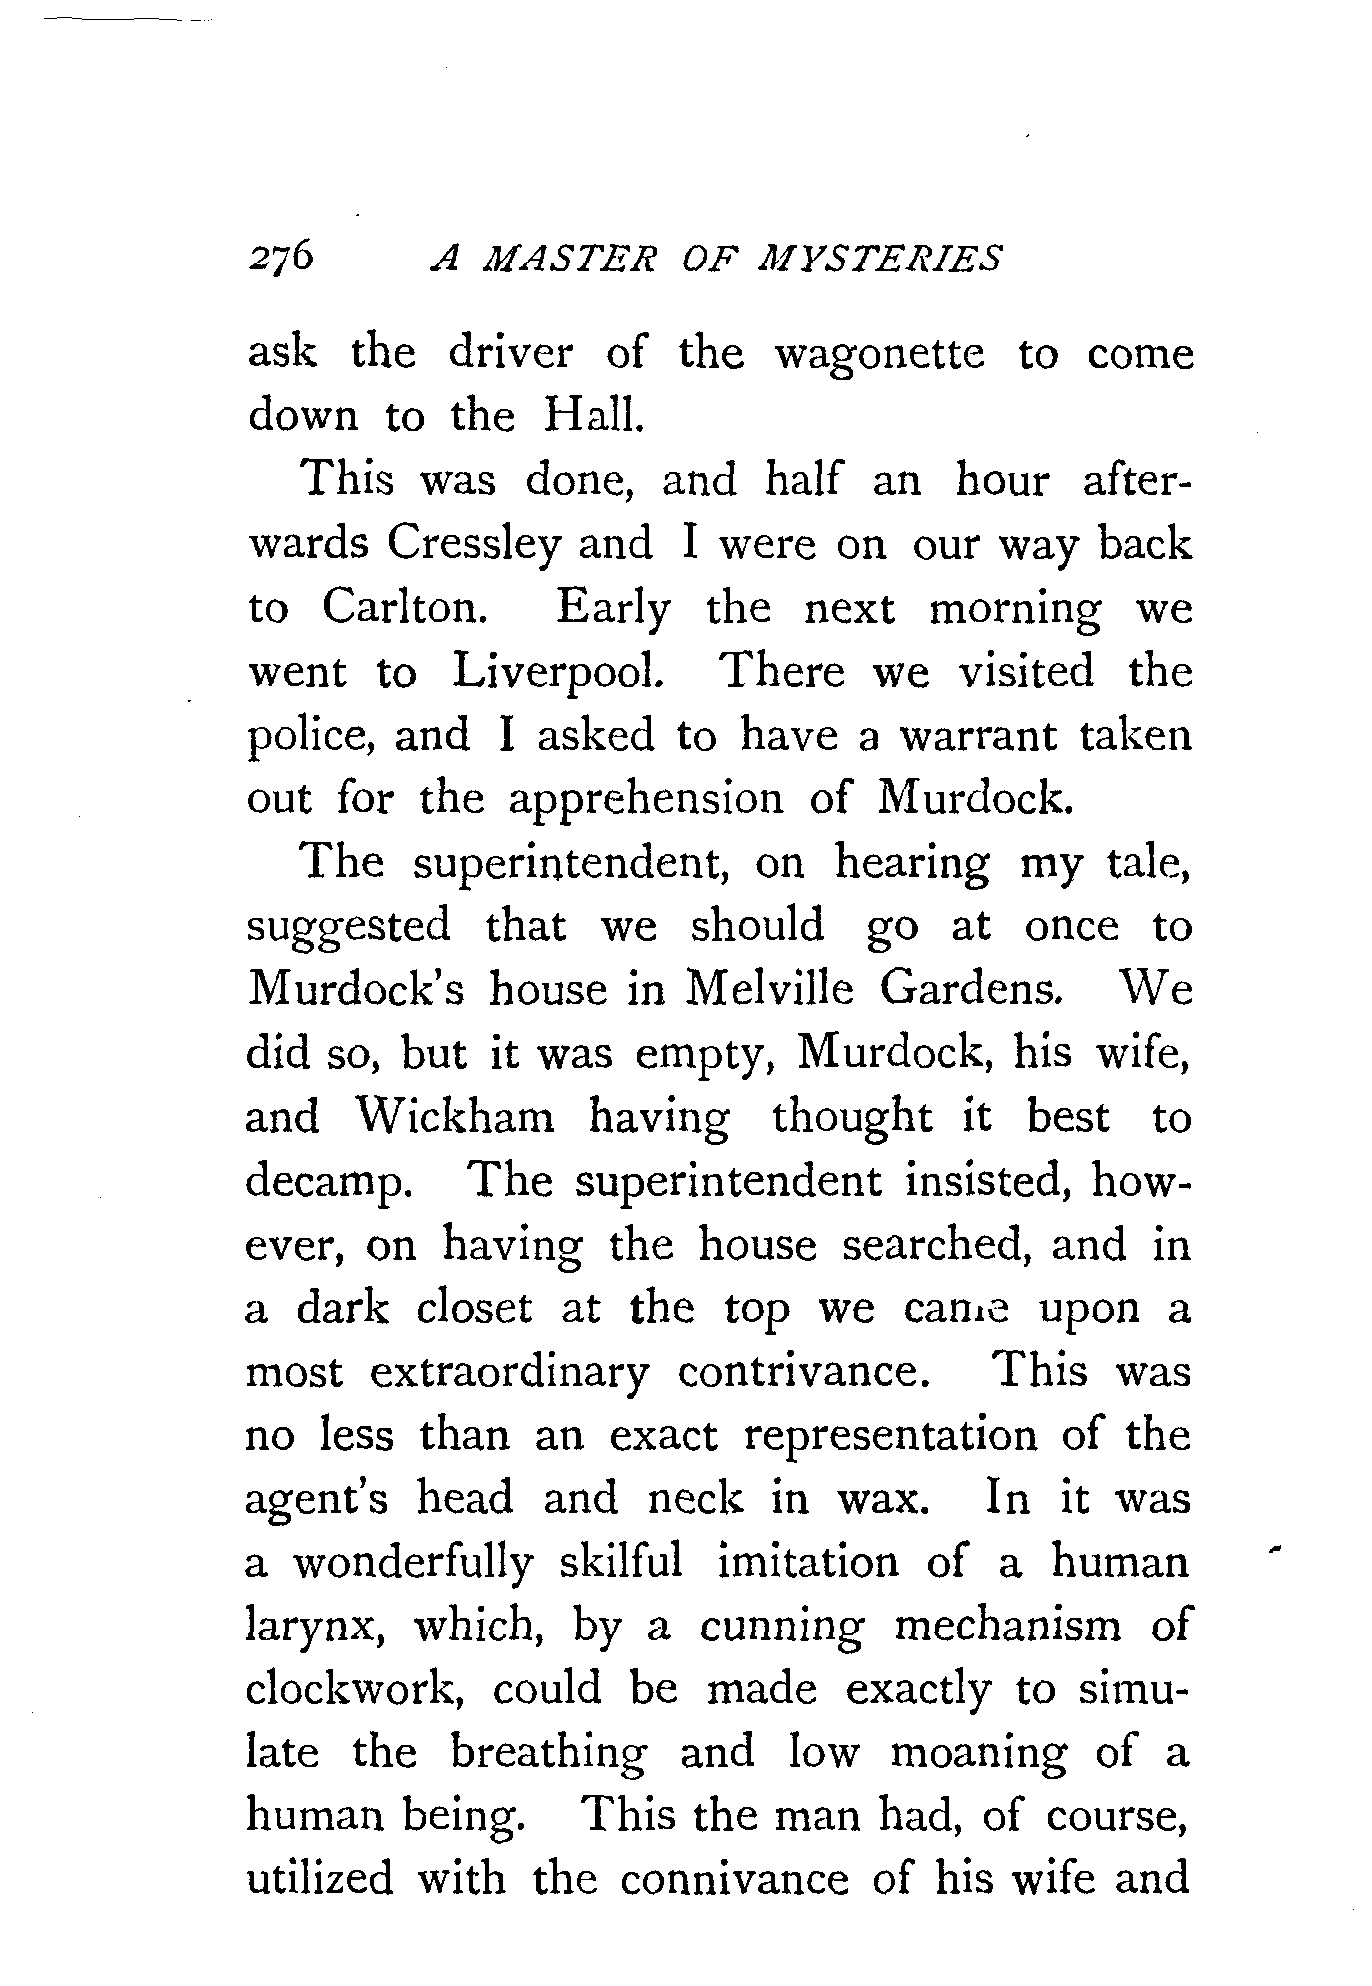 276 A MASTER OF MYSTERIES
ask the driver of the wagonette to come
down to the Hall.
This was done, and half an hour after-
wards Cressley and I were on our way back
to Carlton. Early the next morning we
went to Liverpool. There we visited the
police, and I asked to have a warrant taken
out for the apprehension of Murdock.
The superintendent, on hearing my tale,
suggested that we should go at once to
Murdock's house in Melville Gardens. We
did so, but it was empty, Murdock, his wife,
and Wickham having thought it best to
decamp. The superintendent insisted, how-
ever, on having the house searched, and in
a dark closet at the top we came upon a
most extraordinary contrivance. This was
no less than an exact representation of the
agent's head and neck in wax. In it was
a wonderfully skilful imitation of a human
larynx, which, by a cunning mechanism of
clockwork, could be made exactly to simu-
late the breathing and low moaning of a
human being. This the man had, of course,
utilized with the connivance of his wife and